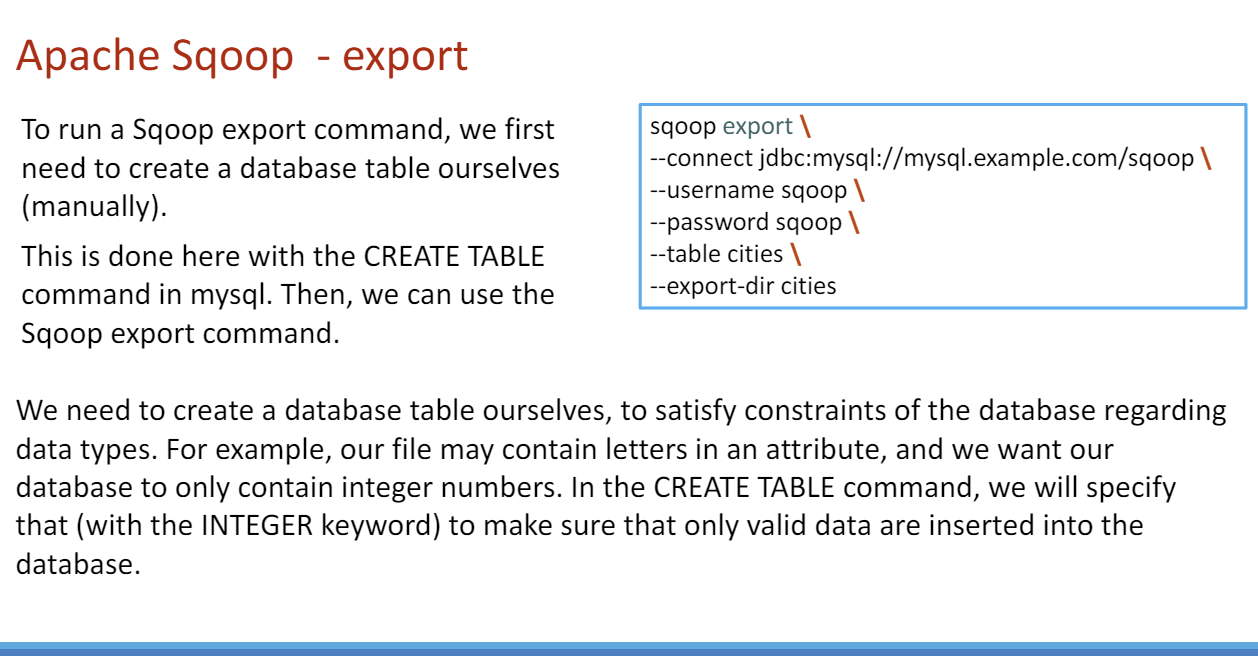 Apache Sqoop - export
To run a Sqoop export command, we first
need to create a database table ourselves
(manually).
This is done here with the CREATE TABLE
command in mysql. Then, we can use the
Sqoop export command.
sqoop export \
--connect jdbc:mysql://mysql.example.com/sqoop \
--username sqoop \
--password sqoop \
--table cities \
--export-dir cities
We need to create a database table ourselves, to satisfy constraints of the database regarding
data types. For example, our file may contain letters in an attribute, and we want our
database to only contain integer numbers. In the CREATE TABLE command, we will specify
that (with the INTEGER keyword) to make sure that only valid data are inserted into the
database.